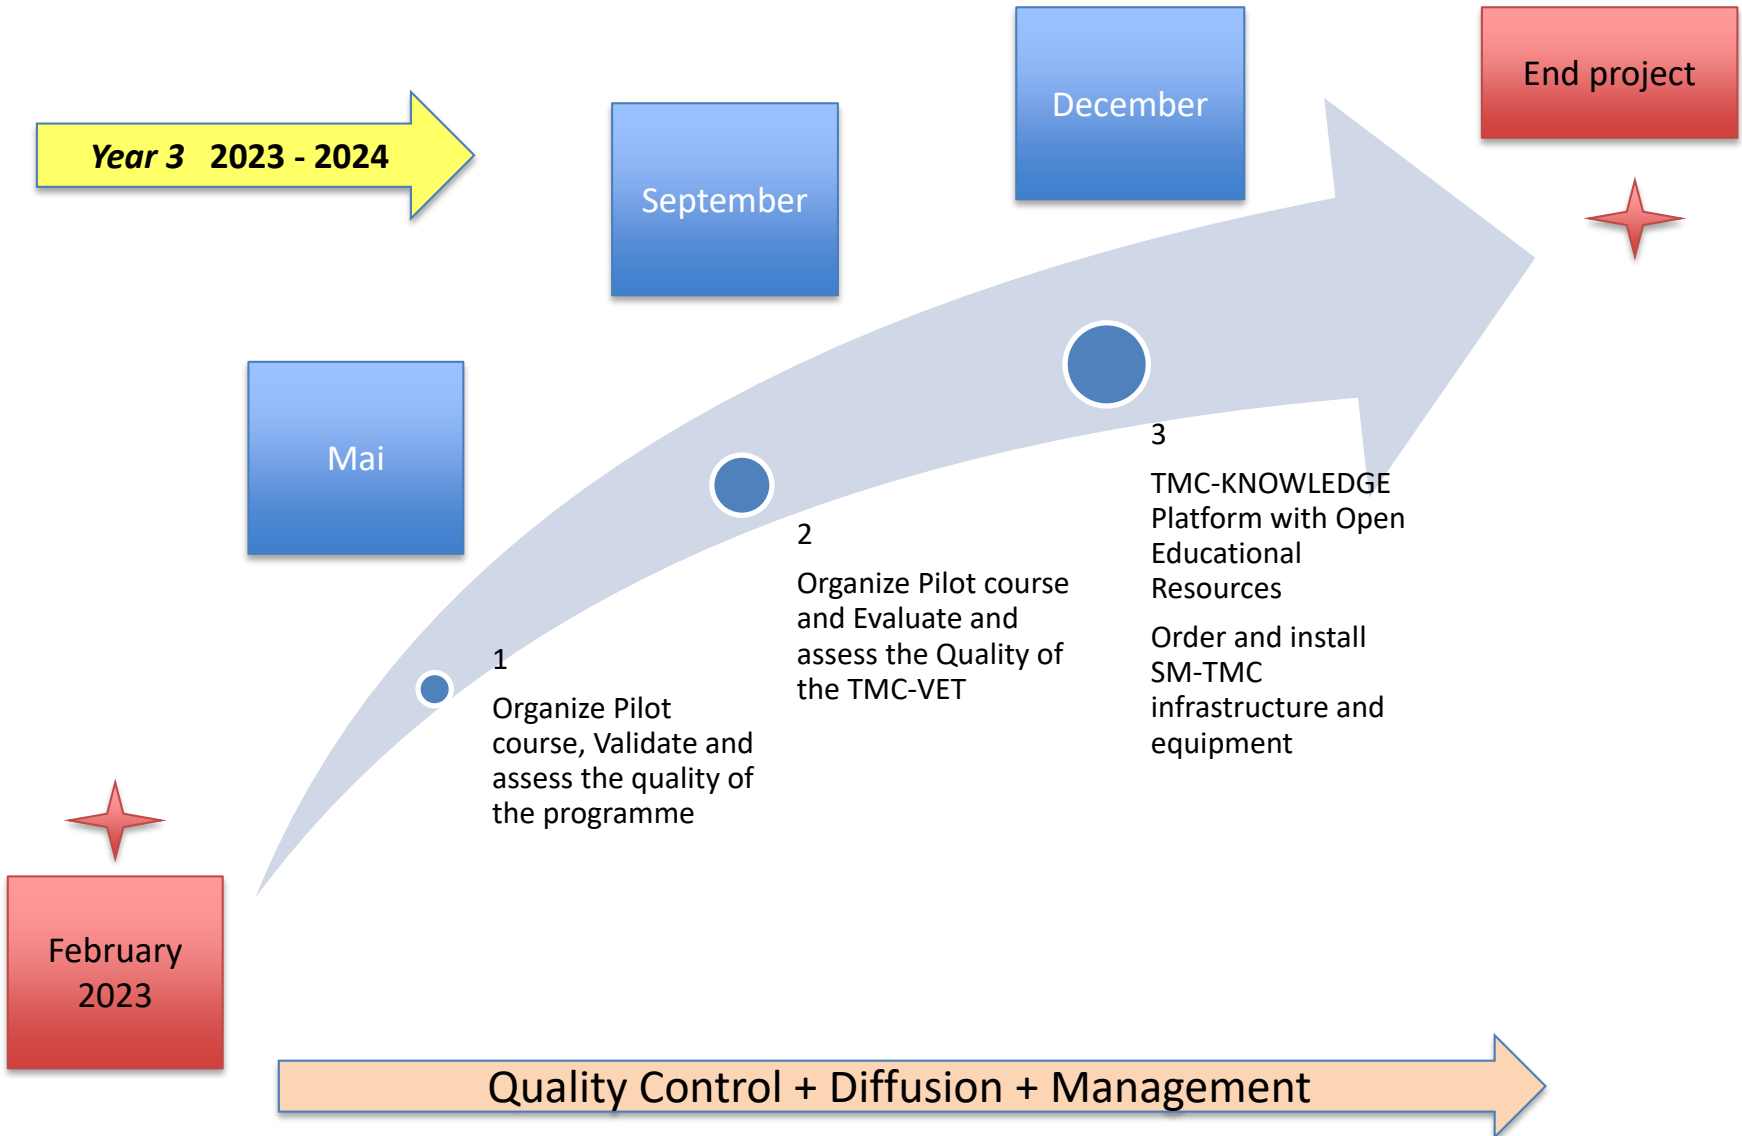 Year 3 2023 - 2024
September
December
End project
Mai
1
Organize Pilot
course, Validate and
assess the quality of
the programme
2
Organize Pilot course
and Evaluate and
assess the Quality of
the TMC-VET
3
TMC-KNOWLEDGE
Platform with Open
Educational
Resources
Order and install
SM-TMC
infrastructure and
equipment
February
2023
Quality Control + Diffusion + Management